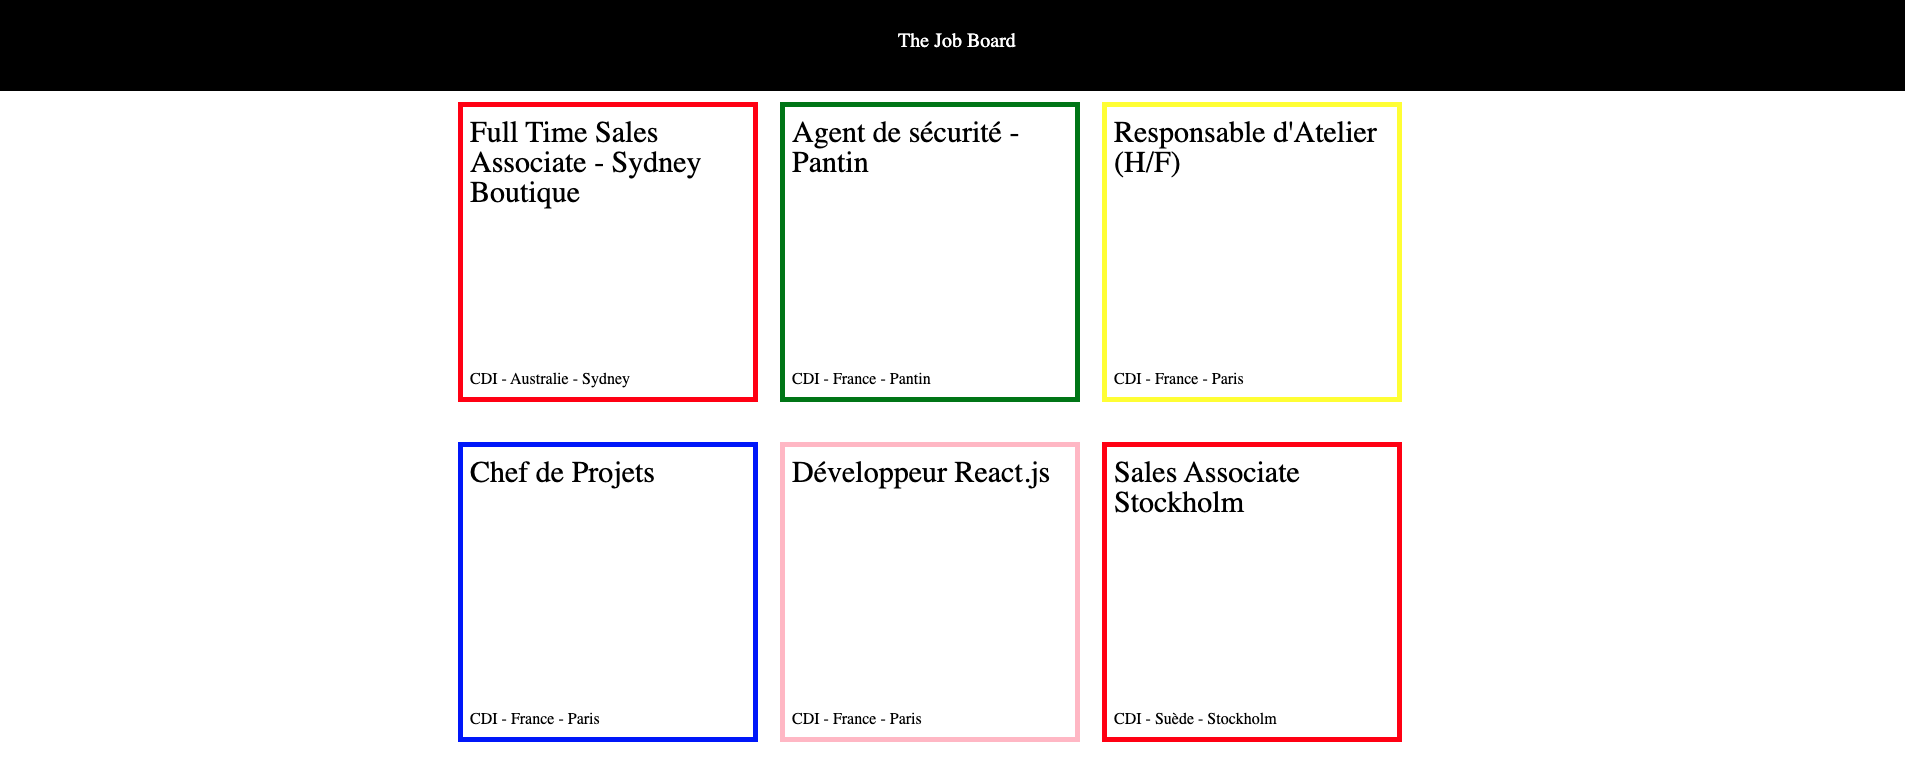 The Job Board
Full Time Sales
Associate - Sydney
Boutique
CDI - Australie - Sydney
Agent de sécurité -
Pantin
CDI - France - Pantin
Responsable d'Atelier
(H/F)
CDI - France - Paris
Chef de Projets
CDI - France - Paris
Développeur React.js
CDI - France - Paris
Sales Associate
Stockholm
CDI - Suède - Stockholm